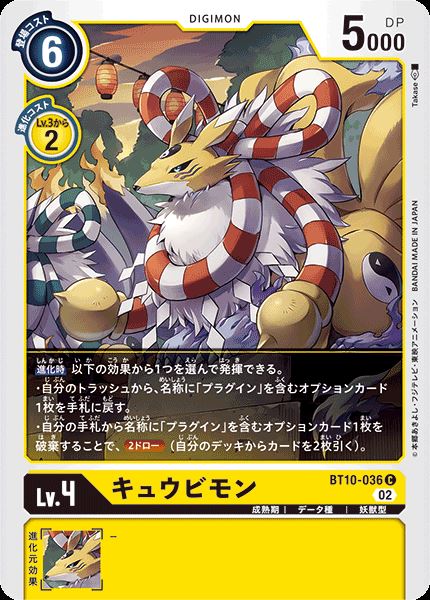 登場コスト
6
DIGIMON
DP
5000
進化コスト
Lv.3から
2
Takase
©本郷あきよし・フジテレビ・東映アニメーション BANDAI MADE IN JAPAN
進化時 以下の効果から1つを選んで発揮できる。
・自分のトラッシュから、名称に「プラグイン」を含むオプションカード
1枚を手札に戻す。
・自分の手札から名称に「プラグイン」を含むオプションカード1枚を
破棄することで、《2ドロー》(自分のデッキからカードを2枚引く)。
Lv.4
キュウビモン
BT10-036 C
02
成熟期 | データ種 | 妖獣型
進化元効果
–